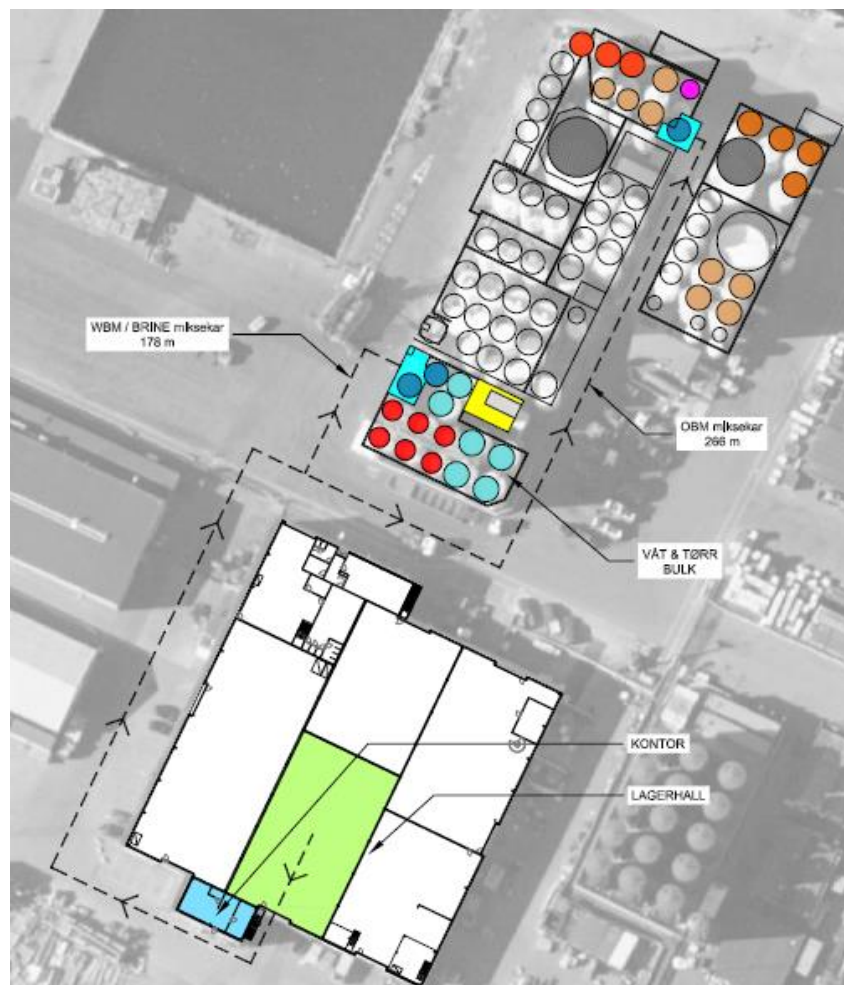 WBM / BRINE miksekar
178 m
OBM miksekar
266 m
VÅT & TØRR
BULK
KONTOR
LAGERHALL